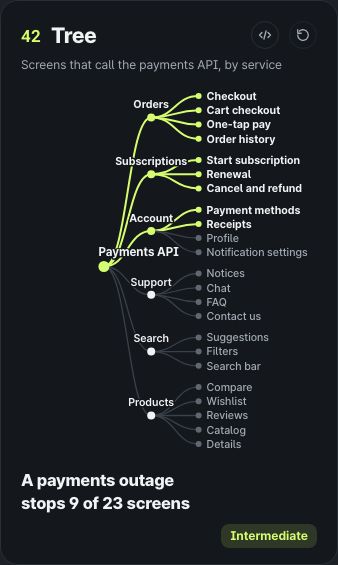 42 Tree
Screens that call the payments API, by service
Orders
Checkout
Cart checkout
One-tap pay
Order history
Subscriptions
Start subscription
Renewal
Cancel and refund
Account
Payment methods
Receipts
Profile
Notification settings
Payments API
Support
Notices
Chat
FAQ
Contact us
Search
Suggestions
Filters
Search bar
Products
Compare
Wishlist
Reviews
Catalog
Details
A payments outage
stops 9 of 23 screens
Intermediate